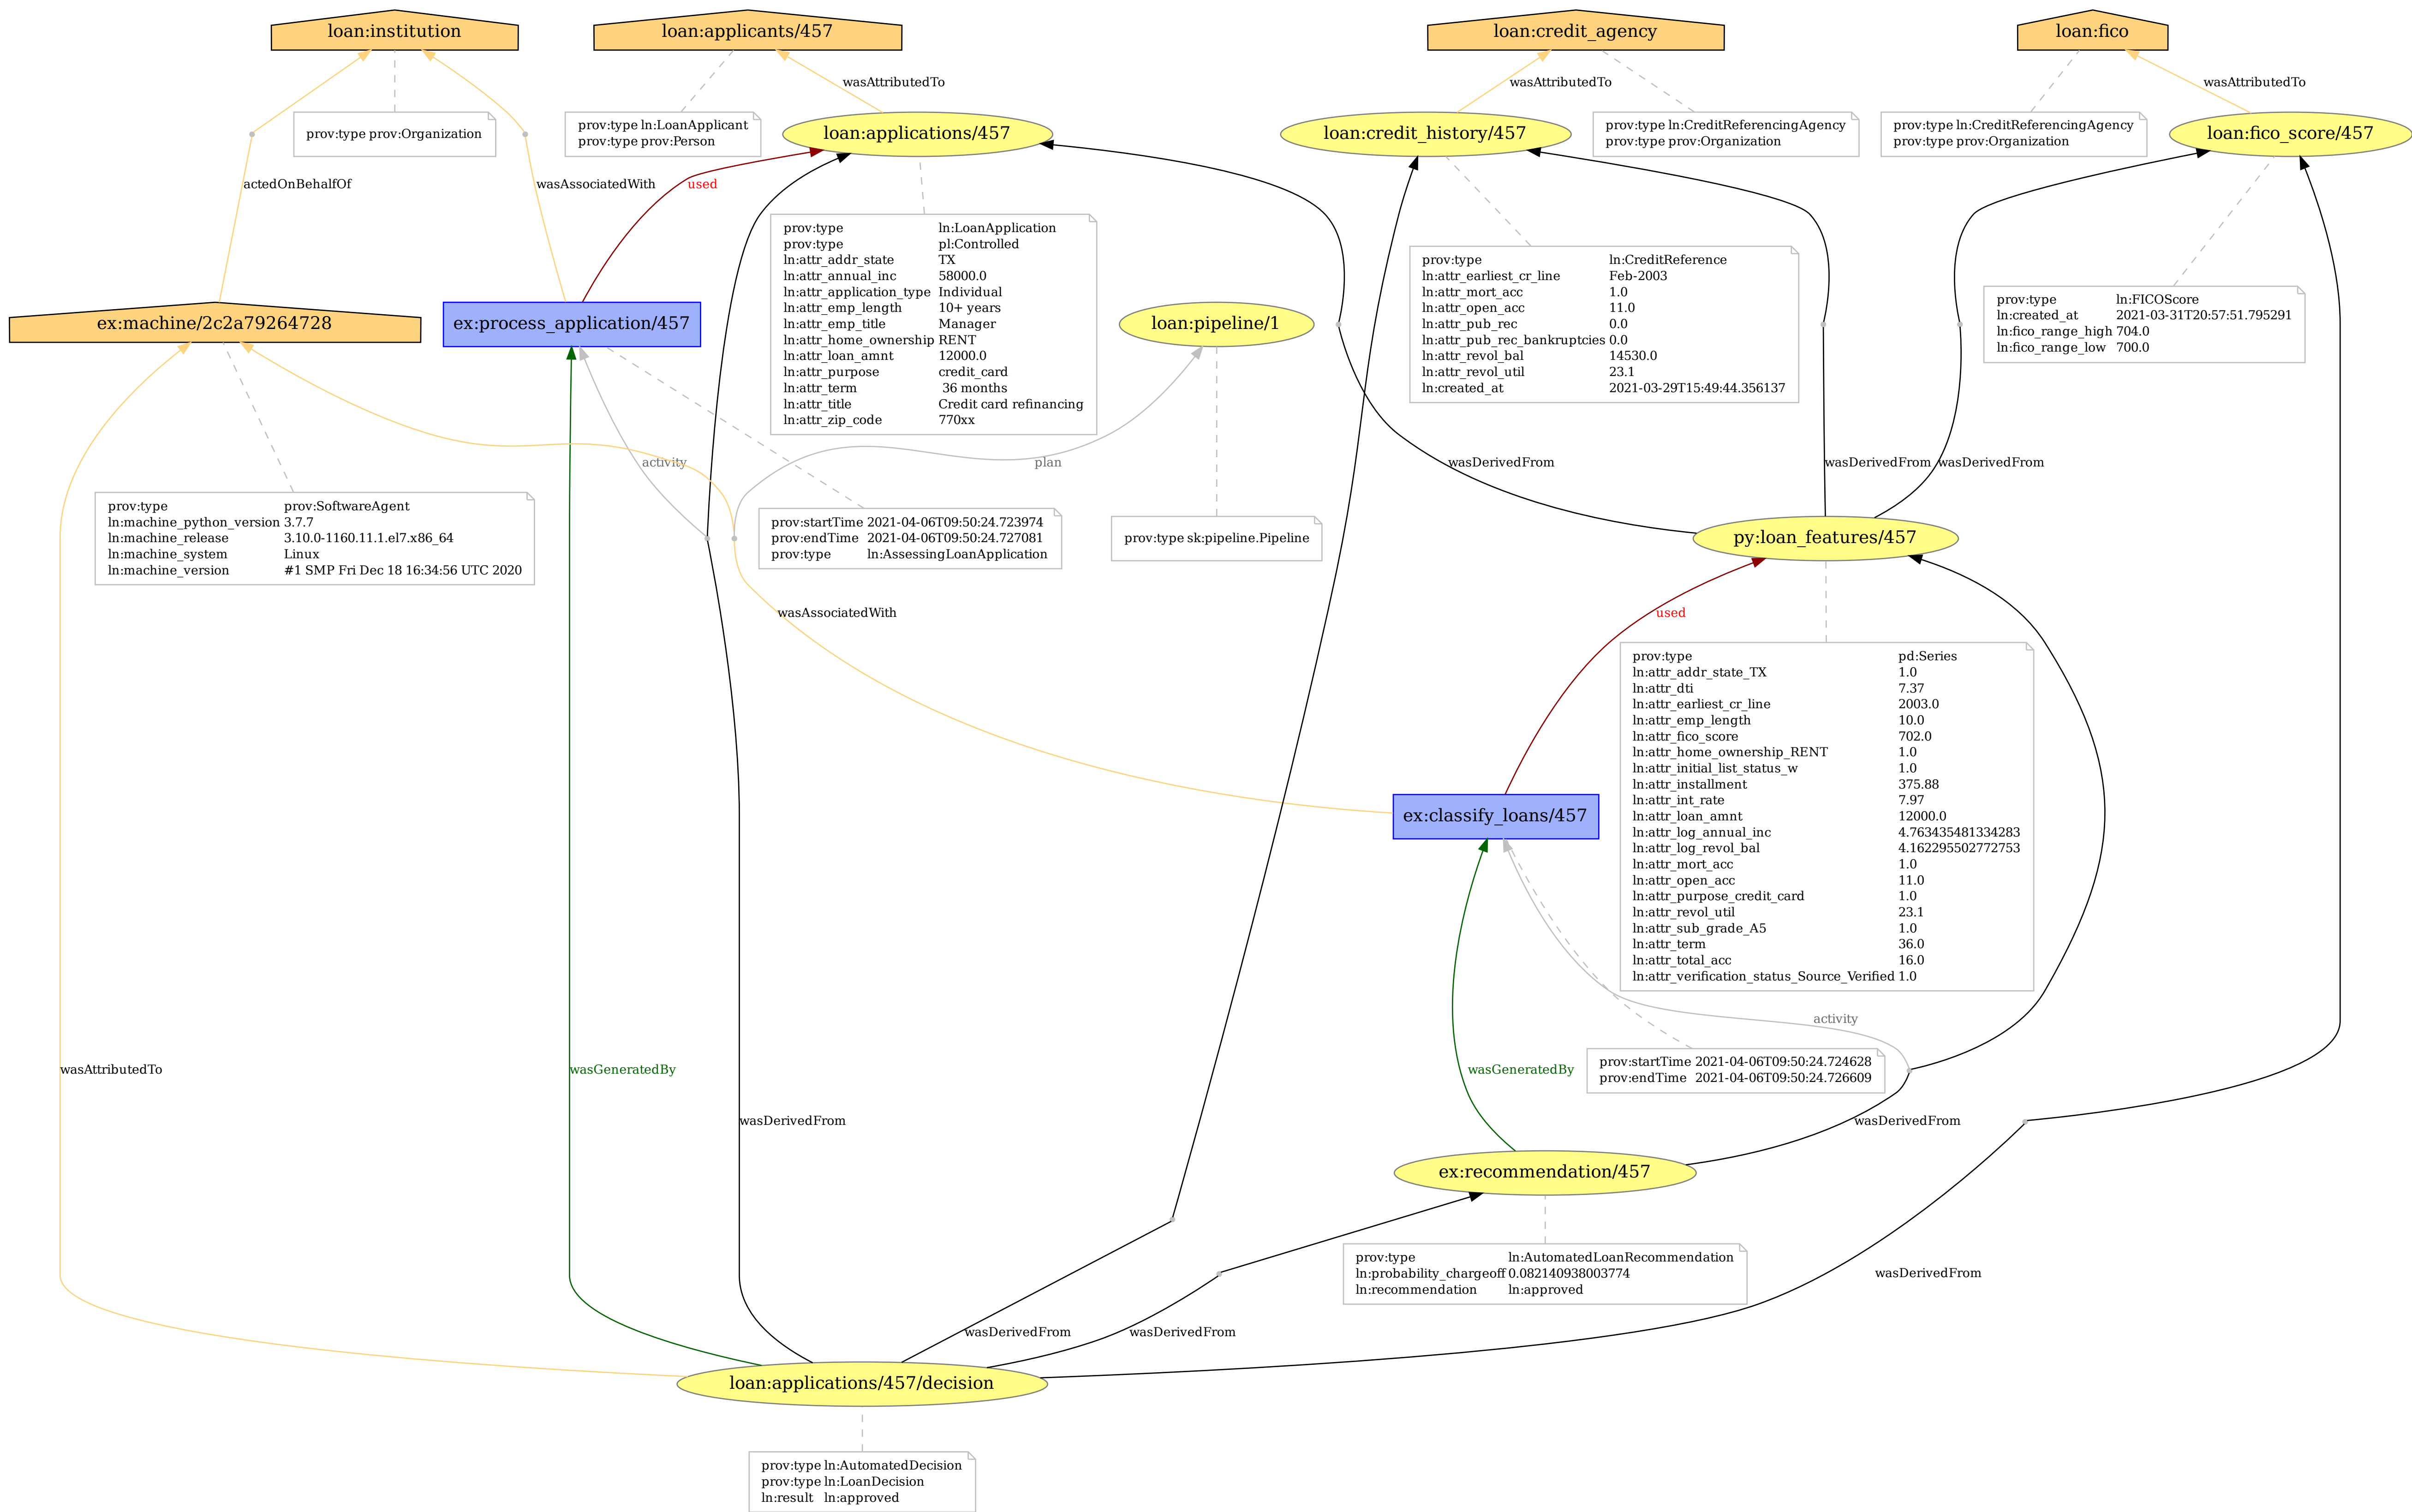 loan:institution
loan:applicants/457
loan:credit_agency
loan:fico
wasAttributedTo
wasAttributedTo
wasAttributedTo
prov:type prov:Organization
prov:type ln:LoanApplicant
prov:type prov:Person
loan:applications/457
loan:credit_history/457
prov:type ln:CreditReferencingAgency
prov:type prov:Organization
prov:type ln:CreditReferencingAgency
prov:type prov:Organization
loan:fico_score/457
actedOnBehalfOf
wasAssociatedWith
used
prov:type ln:LoanApplication
prov:type pl:Controlled
ln:attr_addr_state TX
ln:attr_annual_inc 58000.0
ln:attr_application_type Individual
ln:attr_emp_length 10+ years
ln:attr_emp_title Manager
ln:attr_home_ownership RENT
ln:attr_loan_amnt 12000.0
ln:attr_purpose credit_card
ln:attr_term 36 months
ln:attr_title Credit card refinancing
ln:attr_zip_code 770xx
prov:type ln:CreditReference
ln:attr_earliest_cr_line Feb-2003
ln:attr_mort_acc 1.0
ln:attr_open_acc 11.0
ln:attr_pub_rec 0.0
ln:attr_pub_rec_bankruptcies 0.0
ln:attr_revol_bal 14530.0
ln:attr_revol_util 23.1
ln:created_at 2021-03-29T15:49:44.356137
prov:type ln:FICOScore
ln:created_at 2021-03-31T20:57:51.795291
ln:fico_range_high 704.0
ln:fico_range_low 700.0
ex:machine/2c2a79264728
ex:process_application/457
loan:pipeline/1
activity
plan
wasDerivedFrom
wasDerivedFrom
wasDerivedFrom
prov:type prov:SoftwareAgent
ln:machine_python_version 3.7.7
ln:machine_release 3.10.0-1160.11.1.el7.x86_64
ln:machine_system Linux
ln:machine_version #1 SMP Fri Dec 18 16:34:56 UTC 2020
prov:startTime 2021-04-06T09:50:24.723974
prov:endTime 2021-04-06T09:50:24.727081
prov:type ln:AssessingLoanApplication
prov:type sk:pipeline.Pipeline
py:loan_features/457
wasAssociatedWith
used
prov:type pd:Series
ln:attr_addr_state_TX 1.0
ln:attr_dti 7.37
ln:attr_earliest_cr_line 2003.0
ln:attr_emp_length 10.0
ln:attr_fico_score 702.0
ln:attr_home_ownership_RENT 1.0
ln:attr_initial_list_status_w 1.0
ln:attr_installment 375.88
ln:attr_int_rate 7.97
ln:attr_loan_amnt 12000.0
ln:attr_log_annual_inc 4.763435481334283
ln:attr_log_revol_bal 4.162295502772753
ln:attr_mort_acc 1.0
ln:attr_open_acc 11.0
ln:attr_purpose_credit_card 1.0
ln:attr_revol_util 23.1
ln:attr_sub_grade_A5 1.0
ln:attr_term 36.0
ln:attr_total_acc 16.0
ln:attr_verification_status_Source_Verified 1.0
ex:classify_loans/457
activity
wasAttributedTo
wasGeneratedBy
wasGeneratedBy
prov:startTime 2021-04-06T09:50:24.724628
prov:endTime 2021-04-06T09:50:24.726609
wasDerivedFrom
wasDerivedFrom
ex:recommendation/457
prov:type ln:AutomatedLoanRecommendation
ln:probability_chargeoff 0.082140938003774
ln:recommendation ln:approved
wasDerivedFrom
wasDerivedFrom
wasDerivedFrom
loan:applications/457/decision
prov:type ln:AutomatedDecision
prov:type ln:LoanDecision
ln:result ln:approved